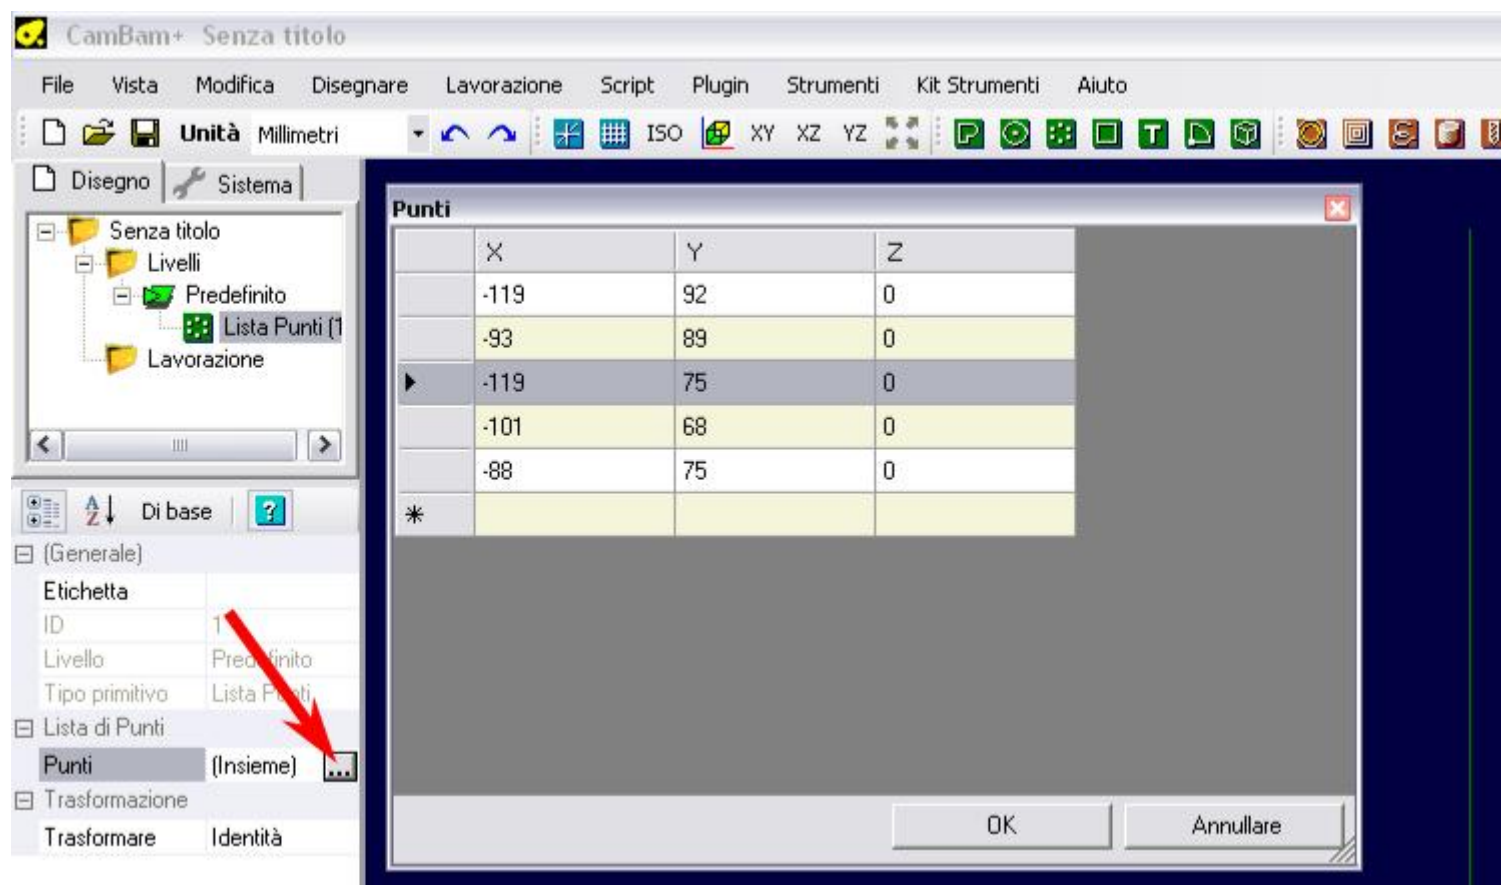 CamBam+ Senza titolo
File Vista Modifica Disegnare Lavorazione Script Plugin Strumenti Kit Strumenti Aiuto
Unità Millimetri ISO XY XZ YZ
Disegno Sistema
Senza titolo
Livelli
Predefinito
Lista Punti (1
Lavorazione
Di base
(Generale)
Etichetta
ID 1
Livello Predefinito
Tipo primitivo Lista Punti
Lista di Punti
Punti (Insieme) ...
Trasformazione
Trasformare Identità
Punti
X Y Z
-119 92 0
-93 89 0
-119 75 0
-101 68 0
-88 75 0
*
OK Annullare